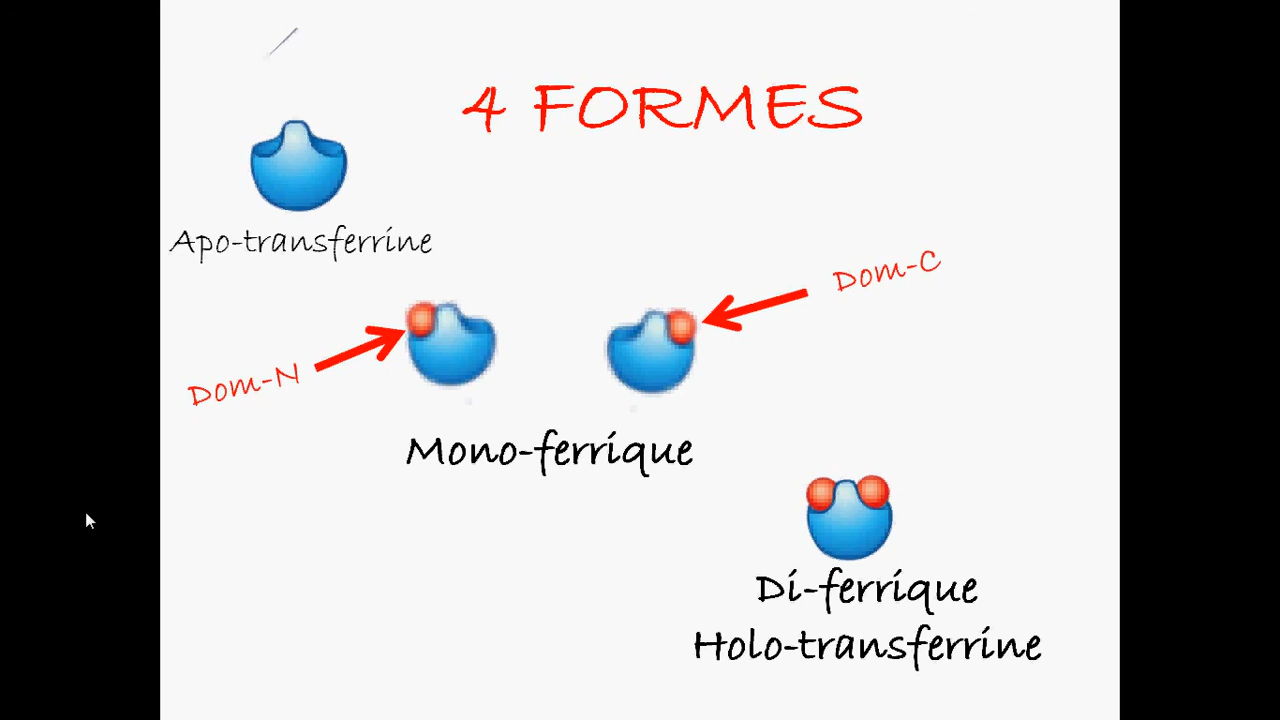 4 FORMES
Apo-transferrine
Dom-C
Dom-N
Mono-ferrique
Di-ferrique
Holo-transferrine